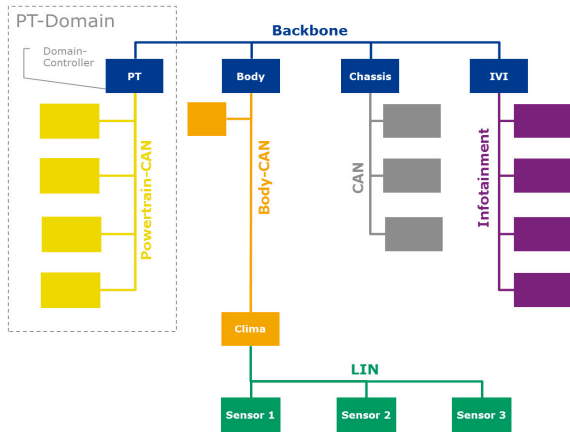 PT-Domain
Backbone
Domain-
Controller
PT
Body
Chassis
IVI
Powertrain-CAN
Body-CAN
CAN
Infotainment
Clima
LIN
Sensor 1
Sensor 2
Sensor 3